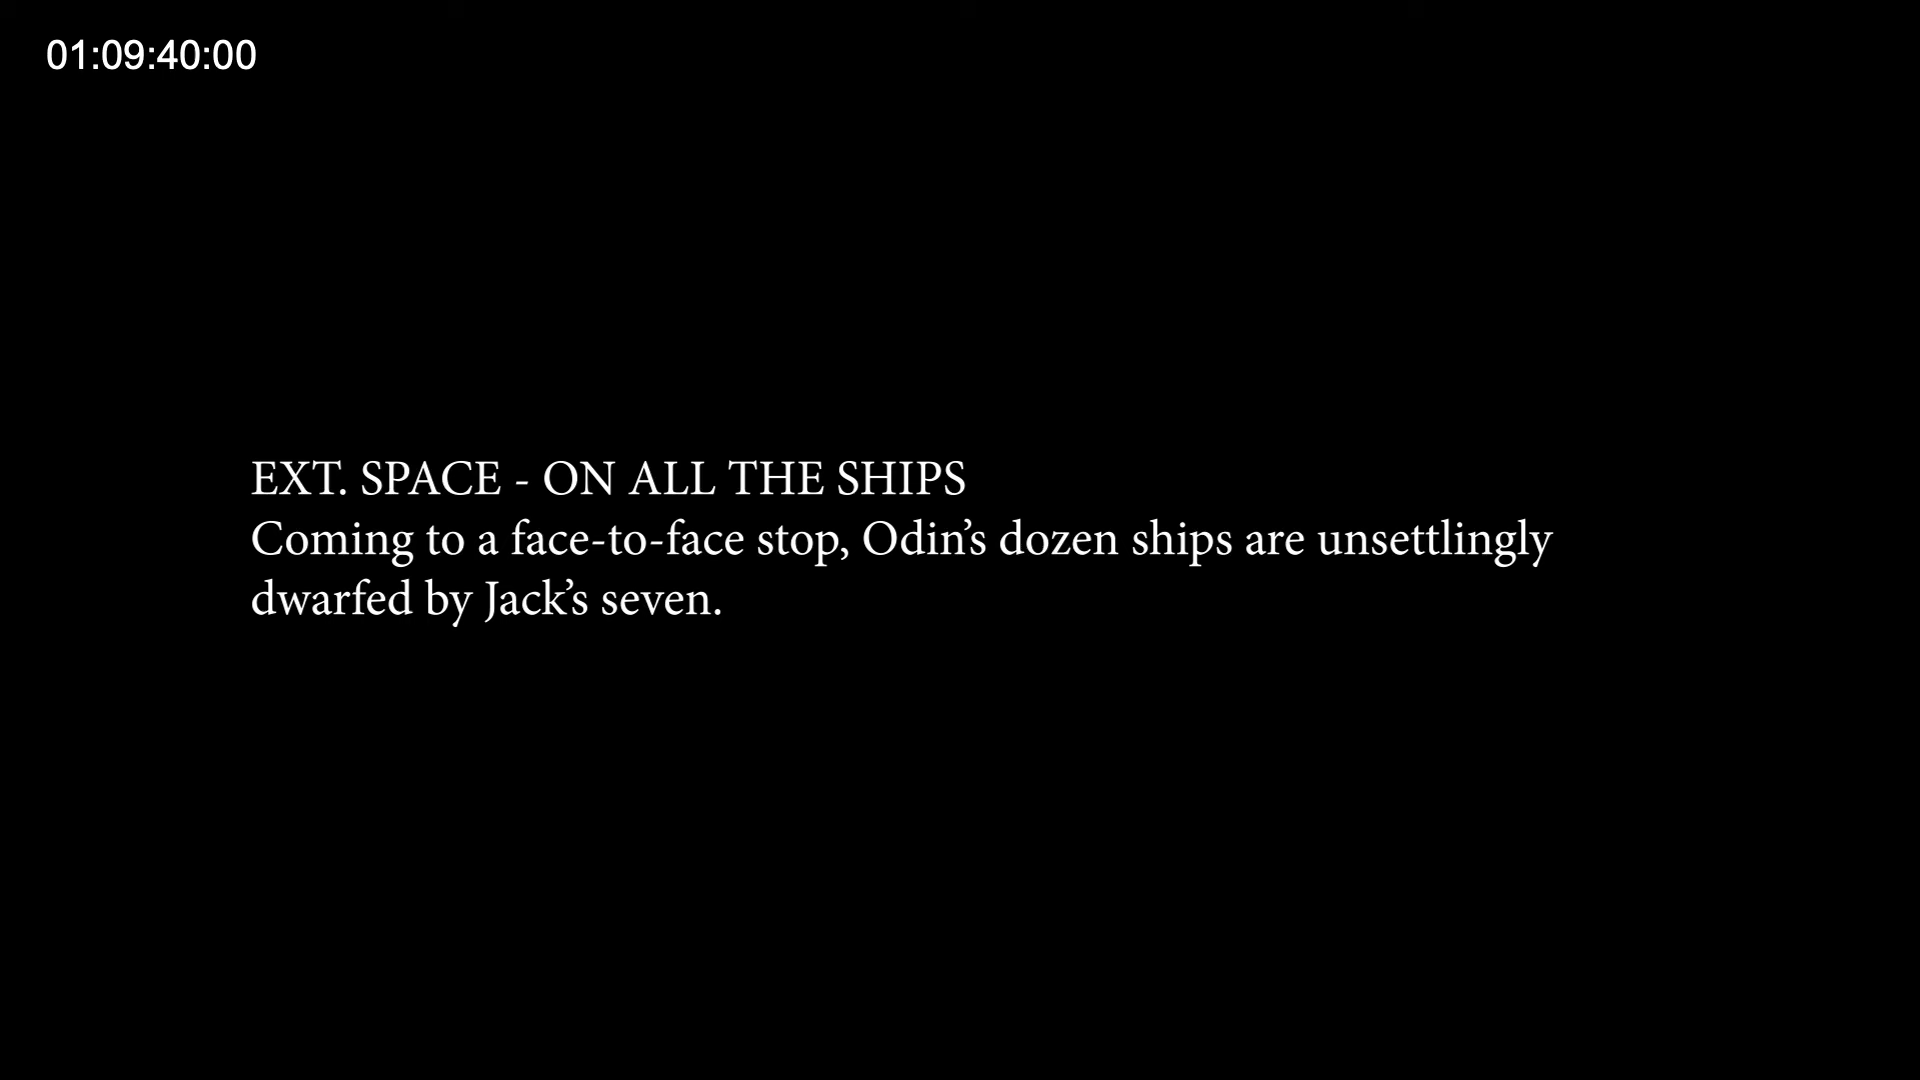 01:09:40:00
EXT. SPACE - ON ALL THE SHIPS
Coming to a face-to-face stop, Odin’s dozen ships are unsettlingly
dwarfed by Jack’s seven.